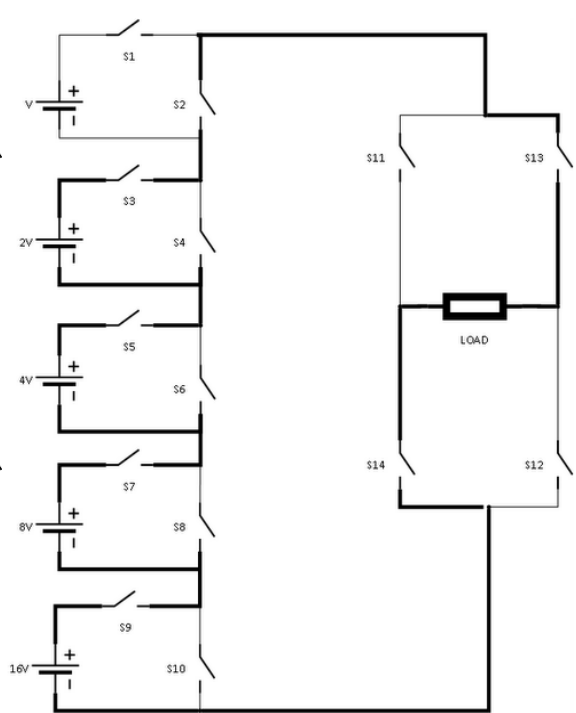 S1
V
+
S2
S11
S13
S3
2V
+
S4
LOAD
S5
4V
+
S6
S14
S12
S7
8V
+
S8
S9
16V
+
S10